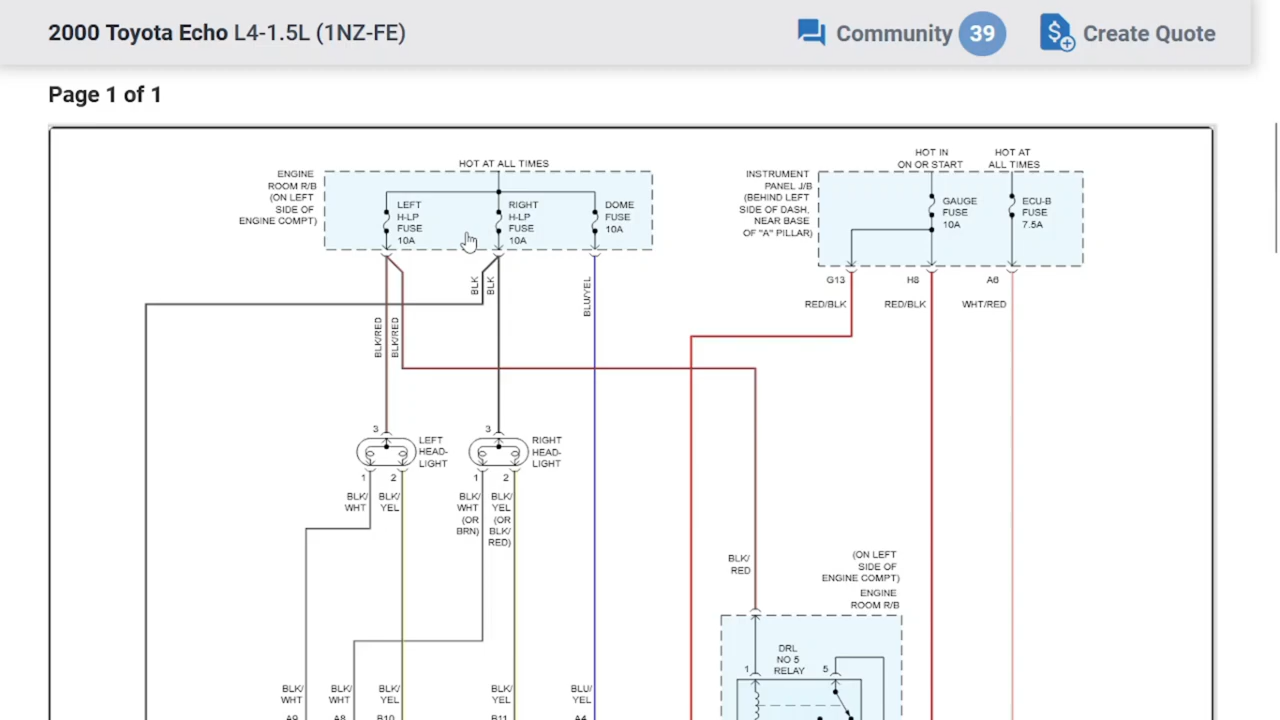 2000 Toyota Echo L4-1.5L (1NZ-FE)
Community 39
Create Quote
Page 1 of 1
HOT AT ALL TIMES
ENGINE
ROOM R/B
(ON LEFT
SIDE OF
ENGINE COMPT)
LEFT
H-LP
FUSE
10A
RIGHT
H-LP
FUSE
10A
DOME
FUSE
10A
HOT IN
ON OR START
HOT AT
ALL TIMES
INSTRUMENT
PANEL J/B
(BEHIND LEFT
SIDE OF DASH,
NEAR BASE
OF "A" PILLAR)
GAUGE
FUSE
10A
ECU-B
FUSE
7.5A
G13
H8
A6
RED/BLK
RED/BLK
WHT/RED
BLK
BLK
BLU/YEL
BLK/RED
BLK/RED
3
LEFT
HEAD-
LIGHT
3
RIGHT
HEAD-
LIGHT
1
2
1
2
BLK/
WHT
BLK/
YEL
BLK/
WHT
(OR
BRN)
BLK/
YEL
(OR
BLK/
RED)
BLK/
RED
(ON LEFT
SIDE OF
ENGINE COMPT)
ENGINE
ROOM R/B
DRL
NO 5
RELAY
1
5
BLK/
WHT
BLK/
WHT
BLK/
YEL
BLK/
YEL
BLU/
YEL
A9
A8
B10
B11
A4